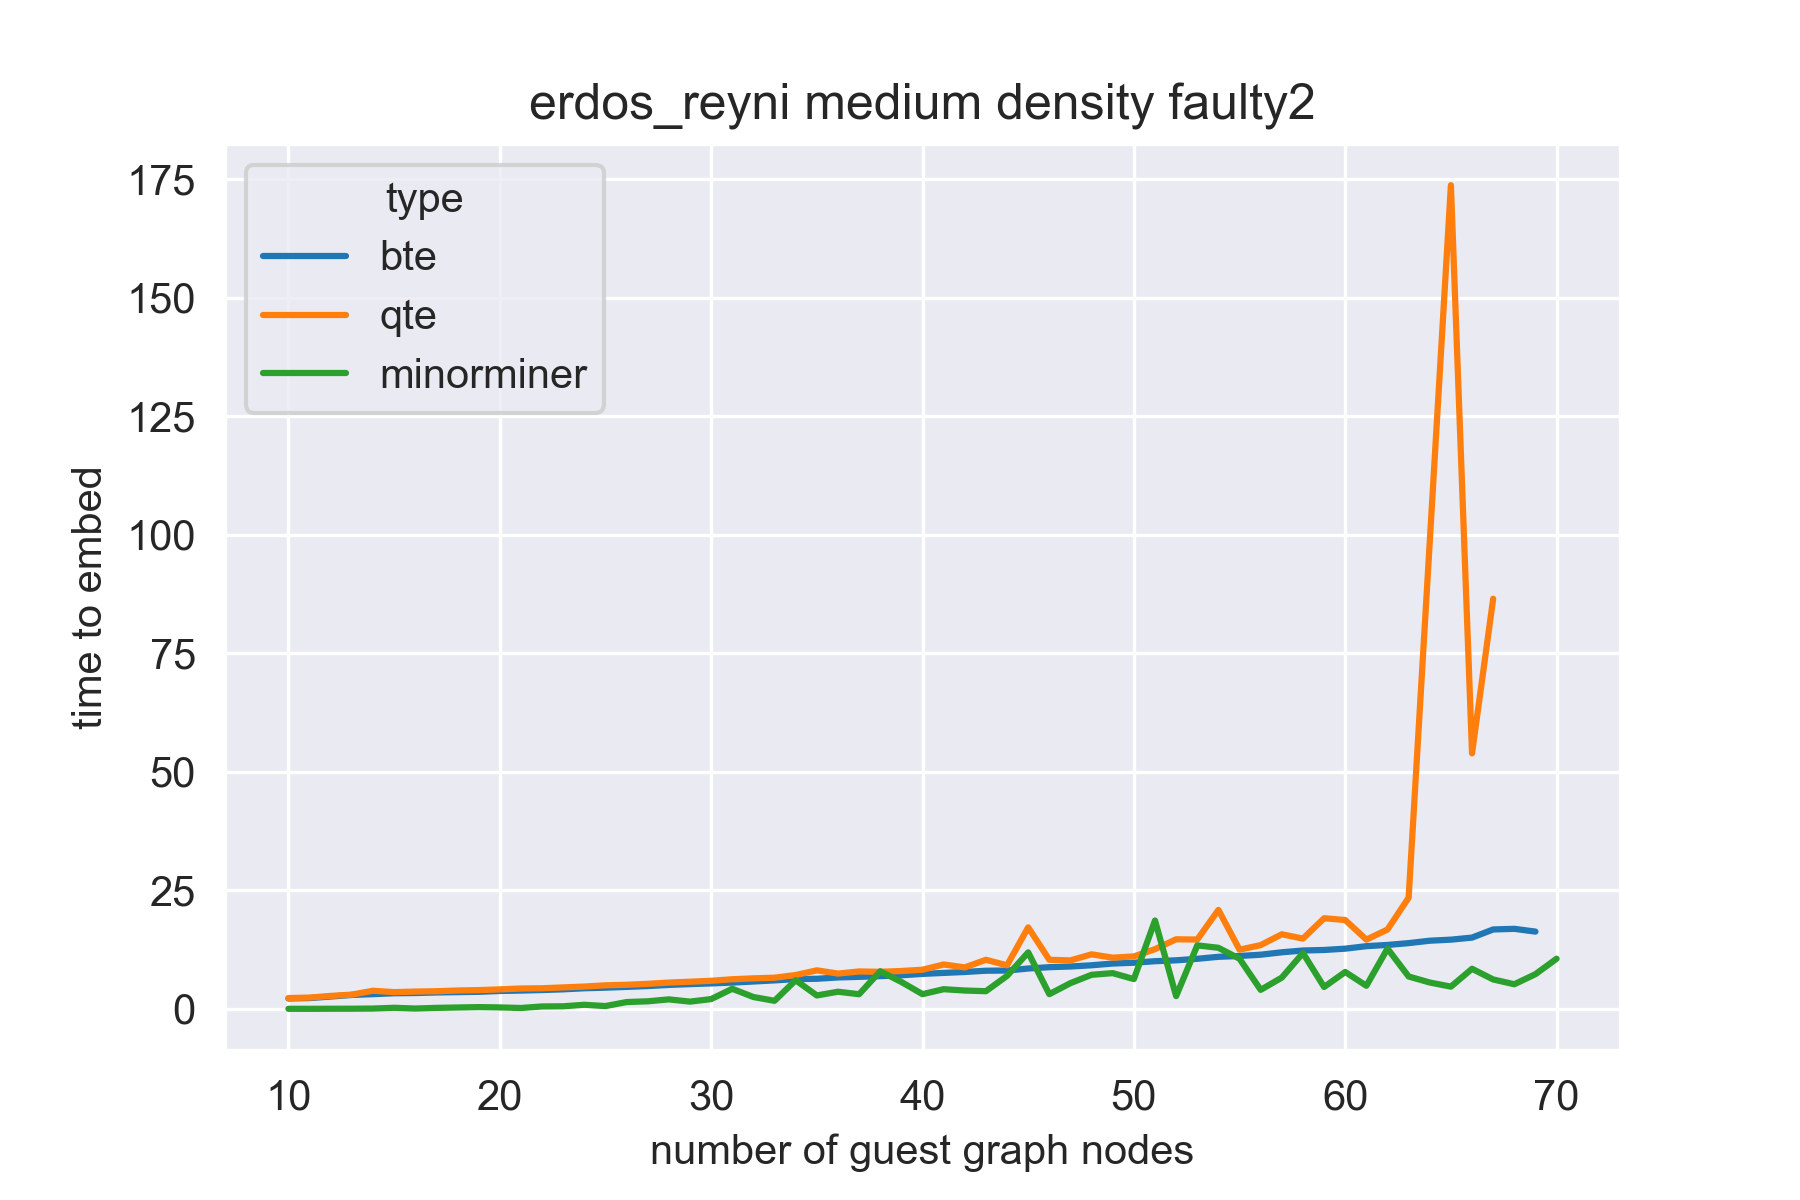 erdos_reyni medium density faulty2
type
bte
qte
minorminer
175
150
125
100
75
50
25
0
time to embed
10 20 30 40 50 60 70
number of guest graph nodes